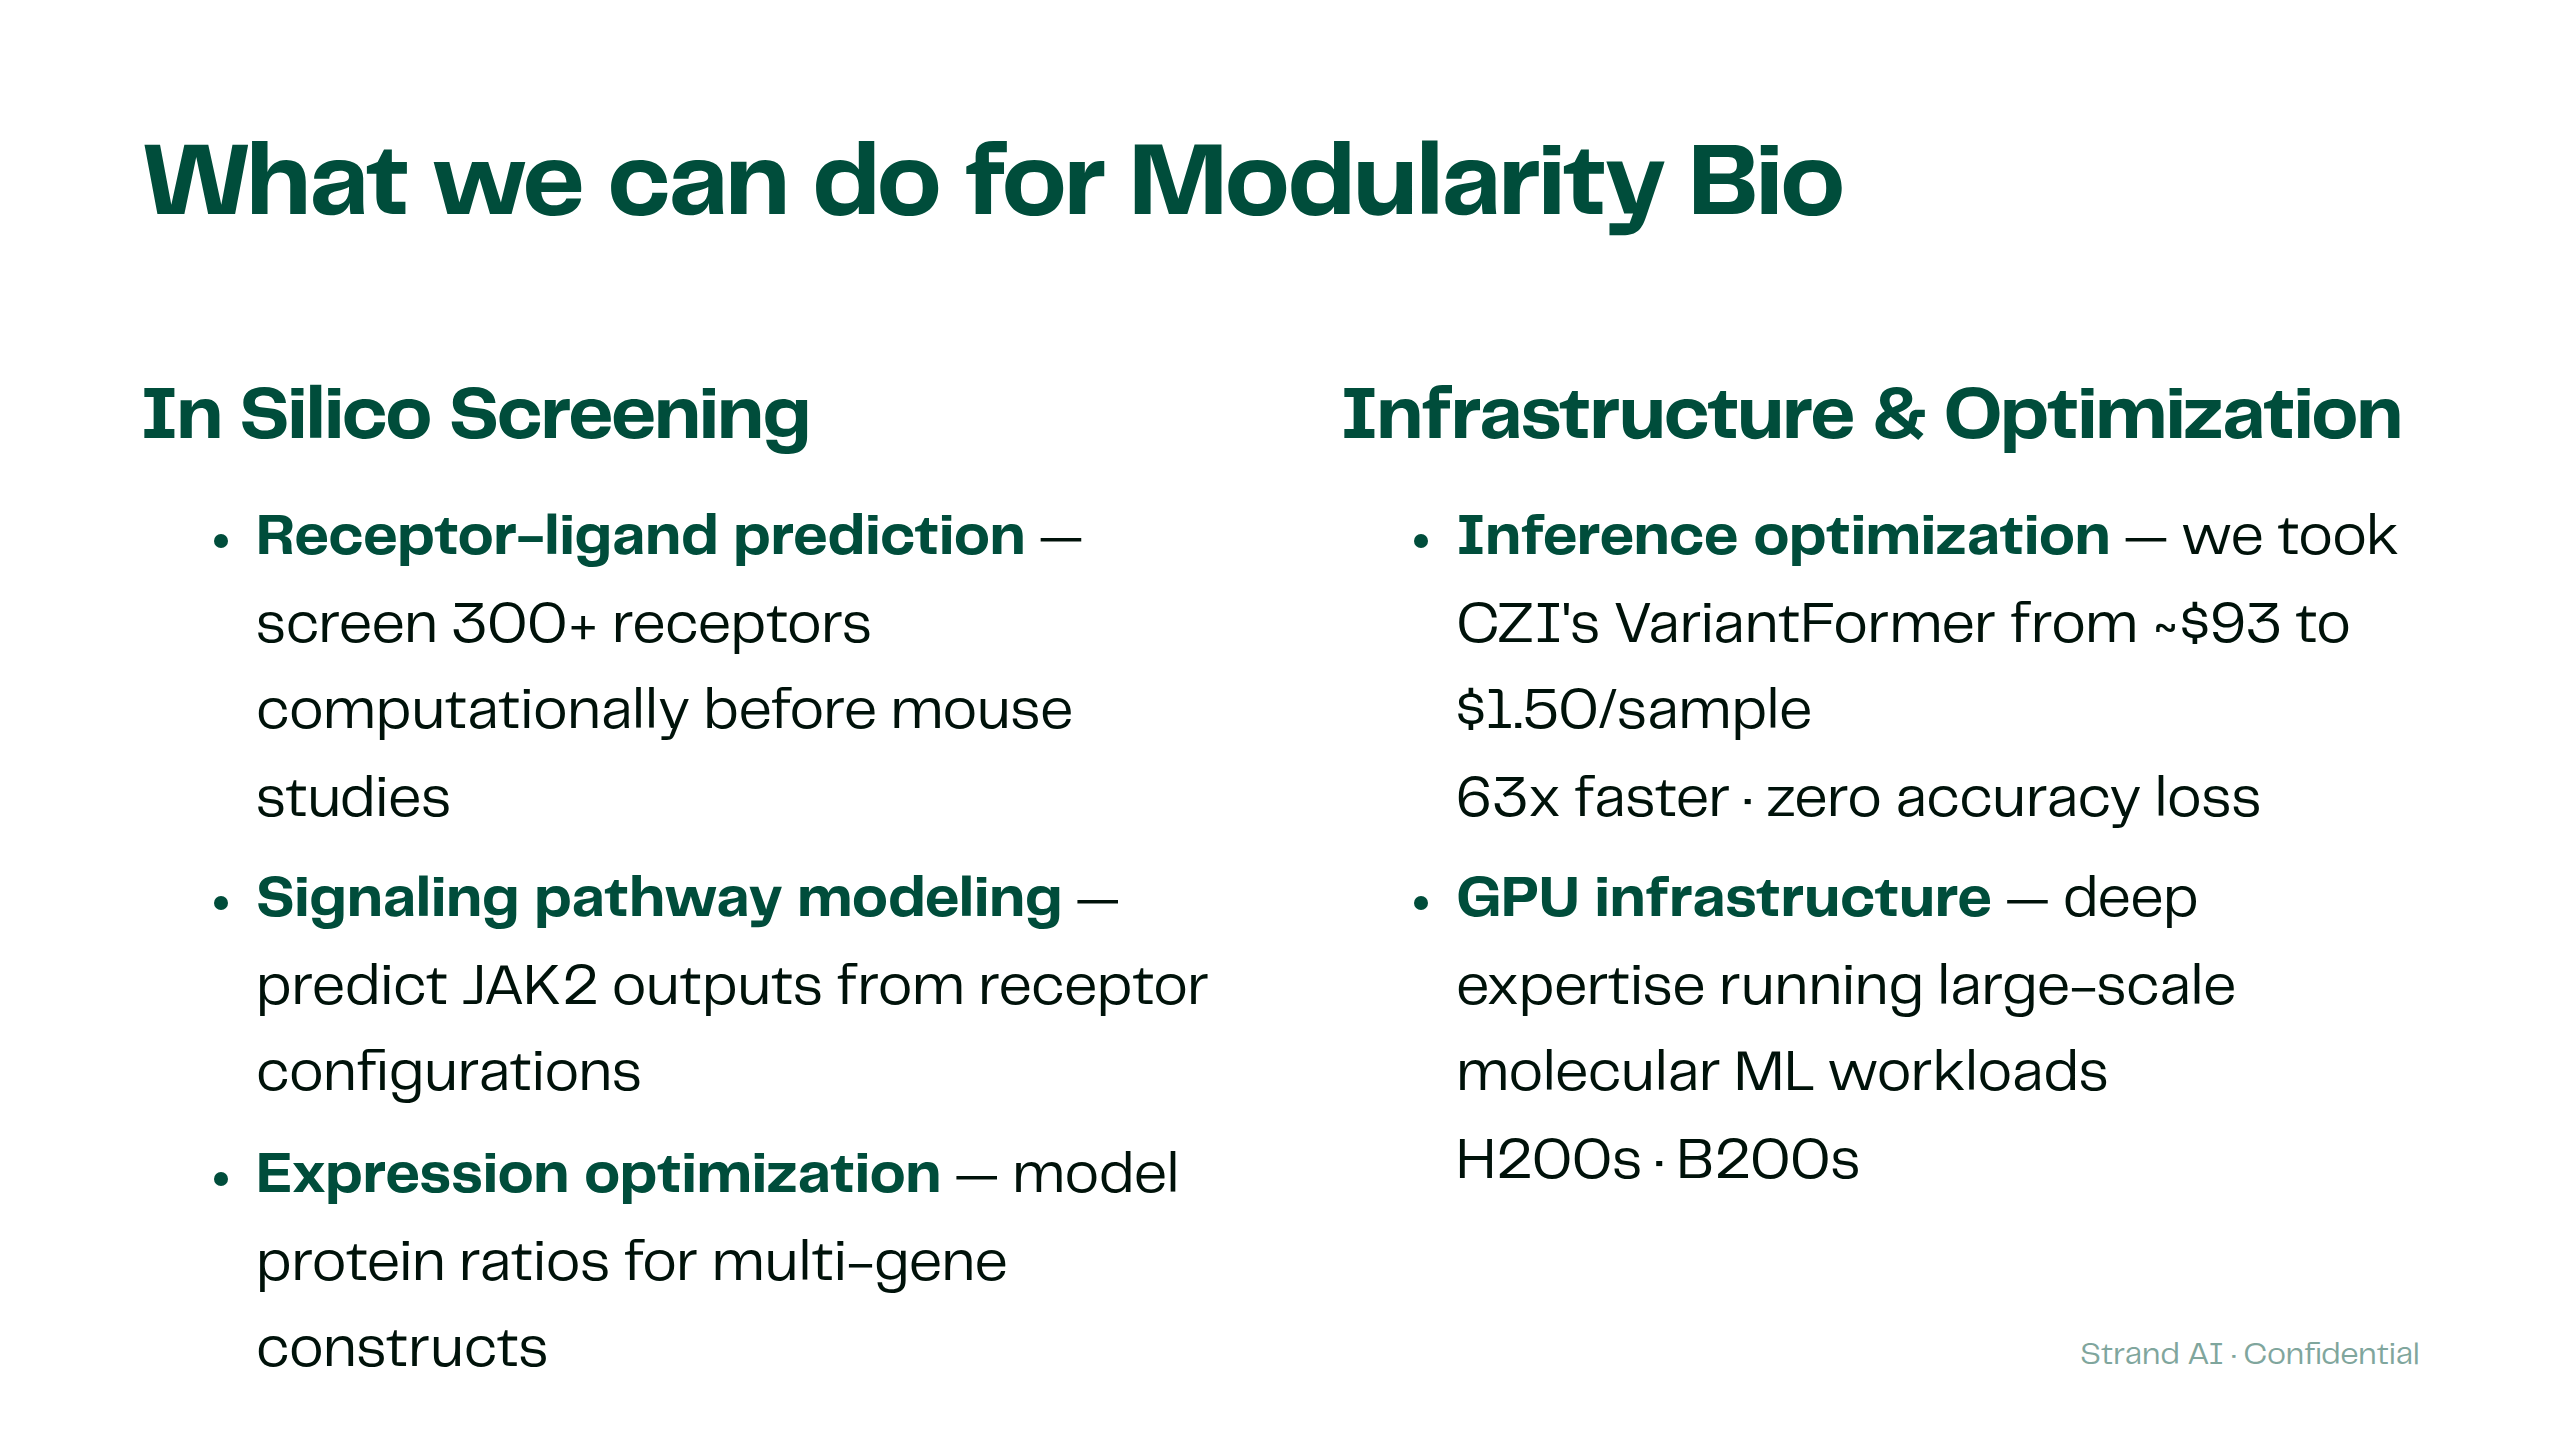 What we can do for Modularity Bio
In Silico Screening
• Receptor-ligand prediction —
screen 300+ receptors
computationally before mouse
studies
• Signaling pathway modeling —
predict JAK2 outputs from receptor
configurations
• Expression optimization — model
protein ratios for multi-gene
constructs
Infrastructure & Optimization
• Inference optimization — we took
CZI's VariantFormer from ~$93 to
$1.50/sample
63x faster · zero accuracy loss
• GPU infrastructure — deep
expertise running large-scale
molecular ML workloads
H200s · B200s
Strand AI · Confidential